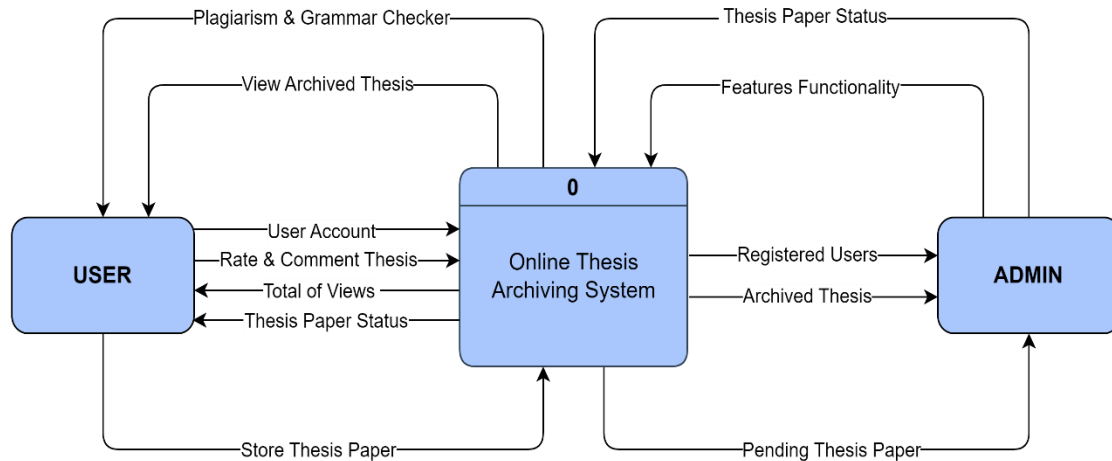 Plagiarism & Grammar Checker
Thesis Paper Status
View Archived Thesis
Features Functionality
0
User Account
USER
Rate & Comment Thesis
Total of Views
Thesis Paper Status
Online Thesis
Archiving System
Registered Users
Archived Thesis
ADMIN
Store Thesis Paper
Pending Thesis Paper